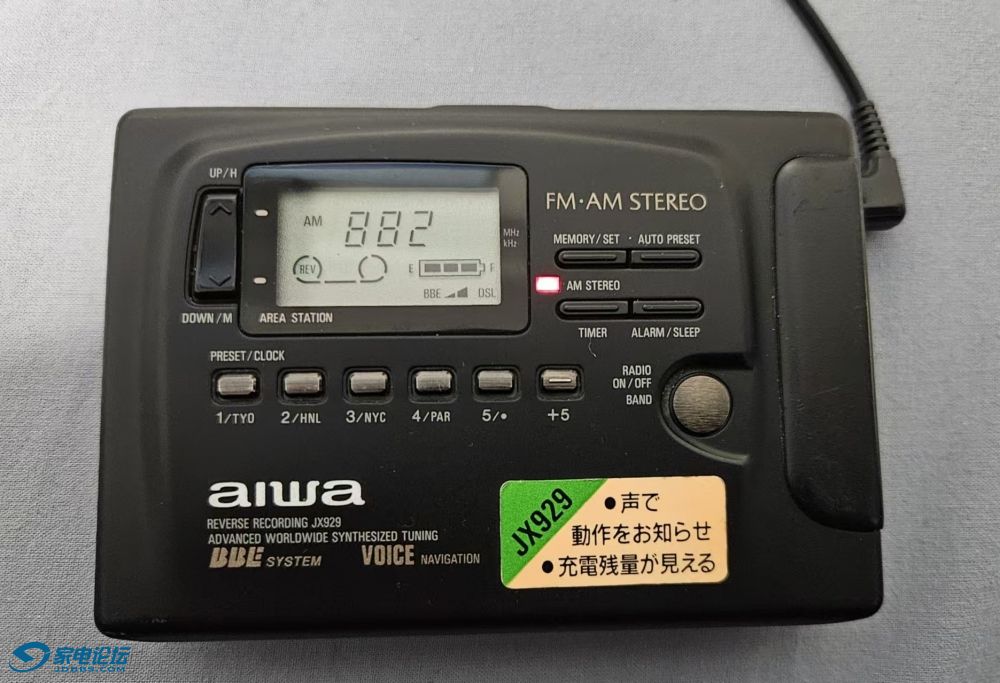 UP/H
AM 882 MHz
kHz
REV E F
BBE DSL
DOWN/M AREA STATION
FM·AM STEREO
MEMORY/SET · AUTO PRESET
AM STEREO
TIMER ALARM/SLEEP
PRESET/CLOCK
1/TYO 2/HNL 3/NYC 4/PAR 5/• +5
RADIO
ON/OFF
BAND
aiwa
REVERSE RECORDING JX929
ADVANCED WORLDWIDE SYNTHESIZED TUNING
BBE SYSTEM VOICE NAVIGATION
JX929
●声で
動作をお知らせ
●充電残量が見える
家电论坛
JD889.COM